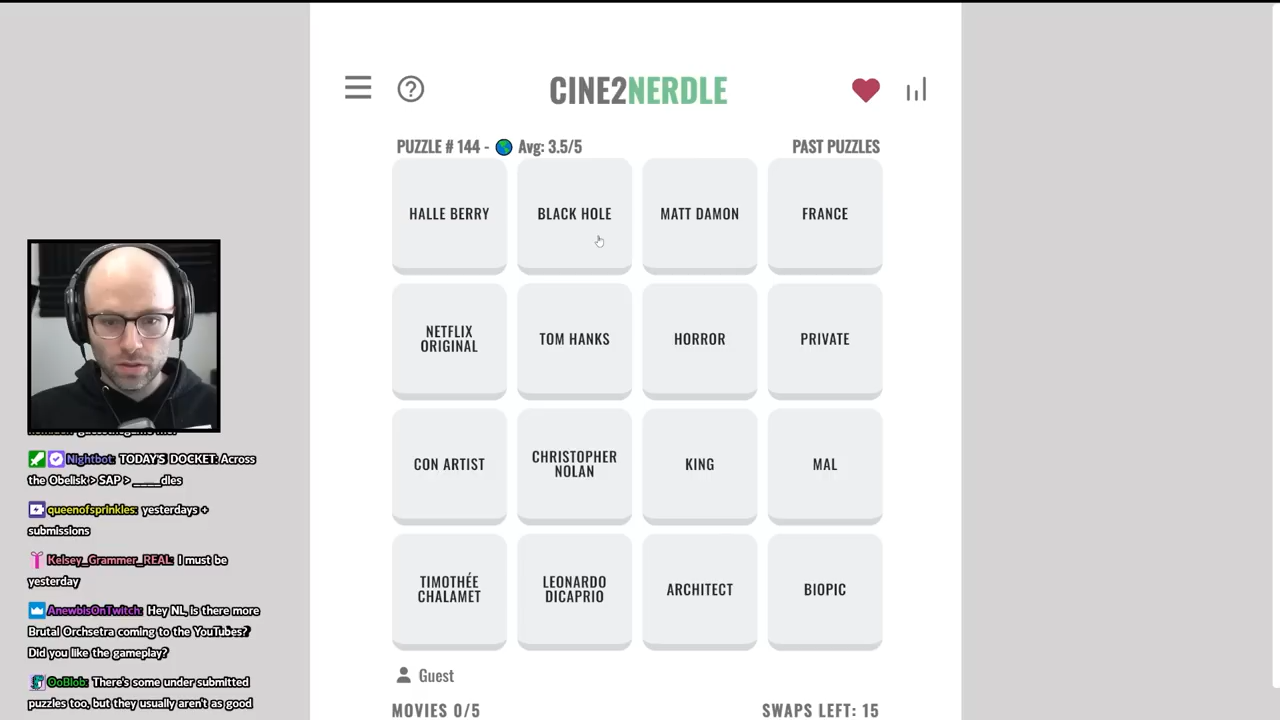 CINE2NERDLE
PUZZLE # 144 - Avg: 3.5/5
PAST PUZZLES
HALLE BERRY
BLACK HOLE
MATT DAMON
FRANCE
NETFLIX
ORIGINAL
TOM HANKS
HORROR
PRIVATE
CON ARTIST
CHRISTOPHER
NOLAN
KING
MAL
TIMOTHÉE
CHALAMET
LEONARDO
DICAPRIO
ARCHITECT
BIOPIC
Guest
MOVIES 0/5
SWAPS LEFT: 15
Nightbot: TODAY'S DOCKET: Across
the Obelisk > SAP > ____dles
queenofsprinkles: yesterdays +
submissions
Kelsey_Grammer_REAL: I must be
yesterday
AnewbisOnTwitch: Hey NL, is there more
Brutal Orchsetra coming to the YouTubes?
Did you like the gameplay?
OoBlob: There's some under submitted
puzzles too, but they usually aren't as good